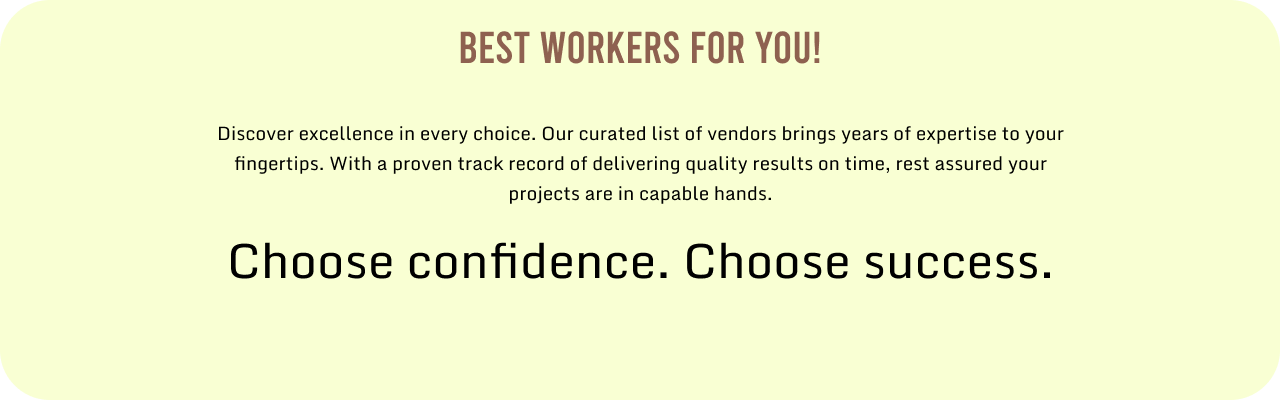 BEST WORKERS FOR YOU!
Discover excellence in every choice. Our curated list of vendors brings years of expertise to your
fingertips. With a proven track record of delivering quality results on time, rest assured your
projects are in capable hands.
Choose confidence. Choose success.